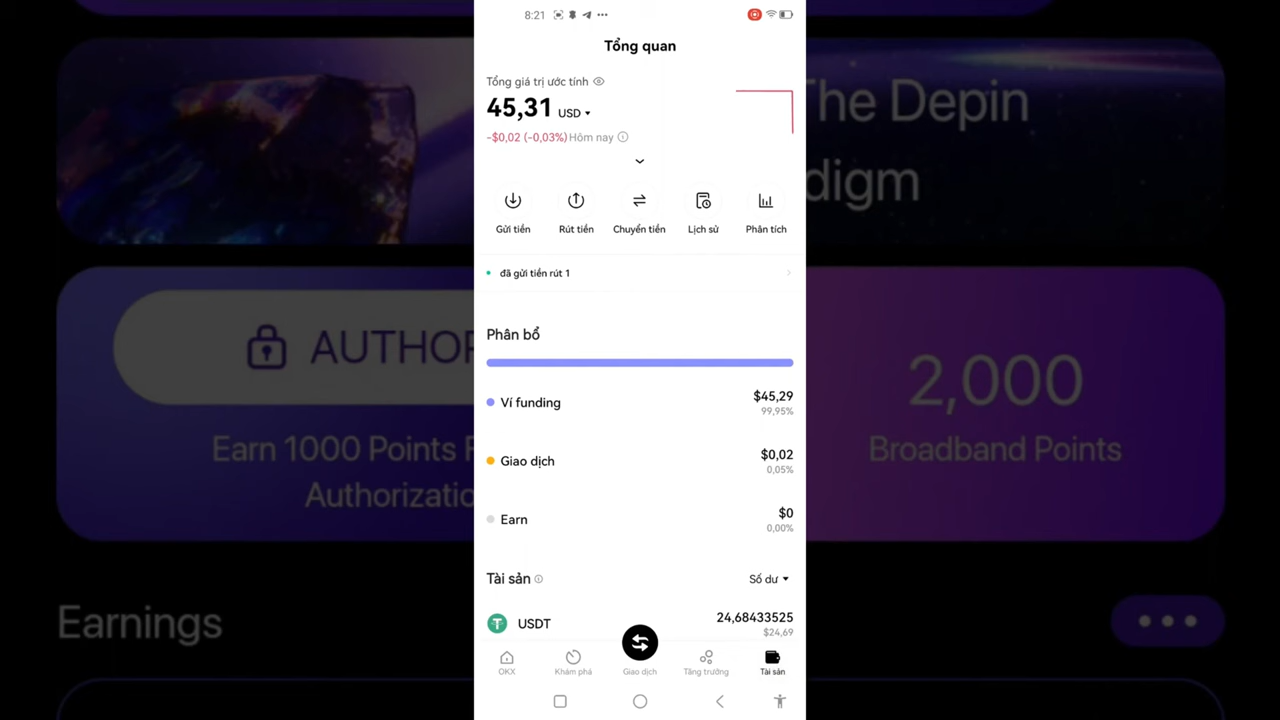 8:21
Tổng quan
Tổng giá trị ước tính
45,31 USD
-$0,02 (-0,03%) Hôm nay
Gửi tiền
Rút tiền
Chuyển tiền
Lịch sử
Phân tích
đã gửi tiền rút 1
Phân bổ
Ví funding
$45,29
99,95%
Giao dịch
$0,02
0,05%
Earn
$0
0,00%
Tài sản
Số dư
USDT
24,68433525
$24,69
OKX
Khám phá
Giao dịch
Tăng trưởng
Tài sản
The Depin
digm
AUTHOR
Earn 1000 Points F
Authorizatio
2,000
Broadband Points
Earnings